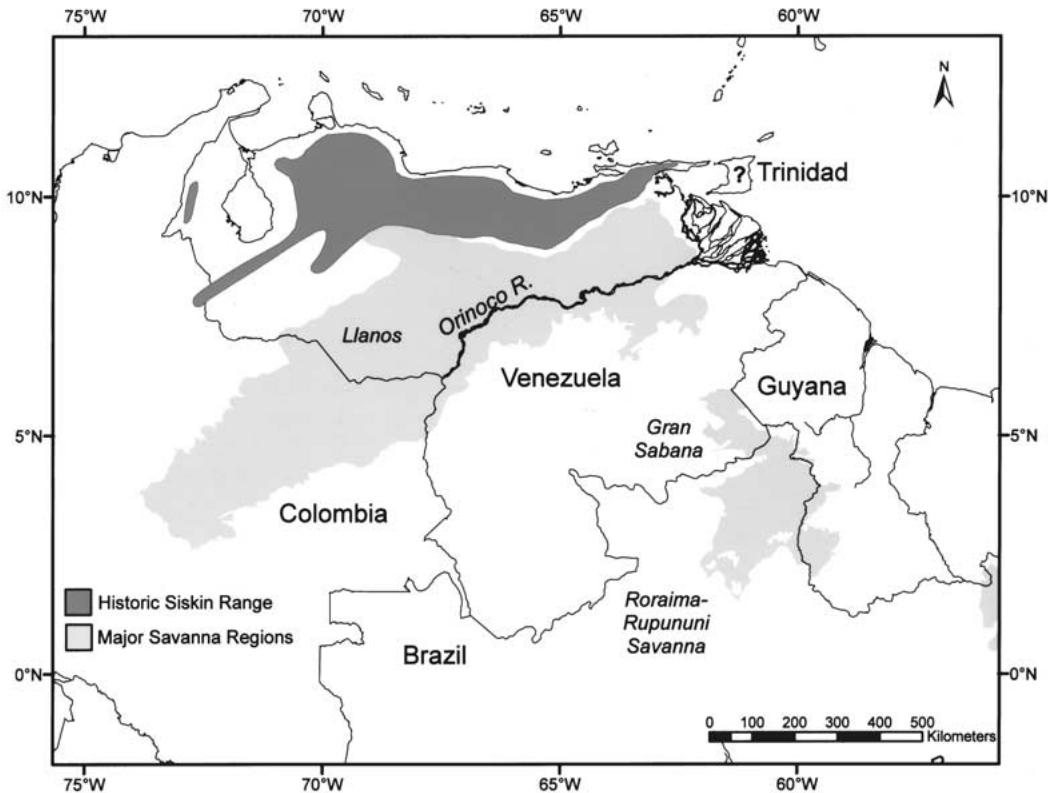 75°W 70°W 65°W 60°W
N
10°N
? Trinidad
10°N
Orinoco R.
Llanos
Venezuela
Guyana
5°N
Gran
Sabana
5°N
Colombia
Historic Siskin Range
Major Savanna Regions
Roraima-
Rupununi
Savanna
Brazil
0°N
0°N
0 100 200 300 400 500
Kilometers
75°W 70°W 65°W 60°W